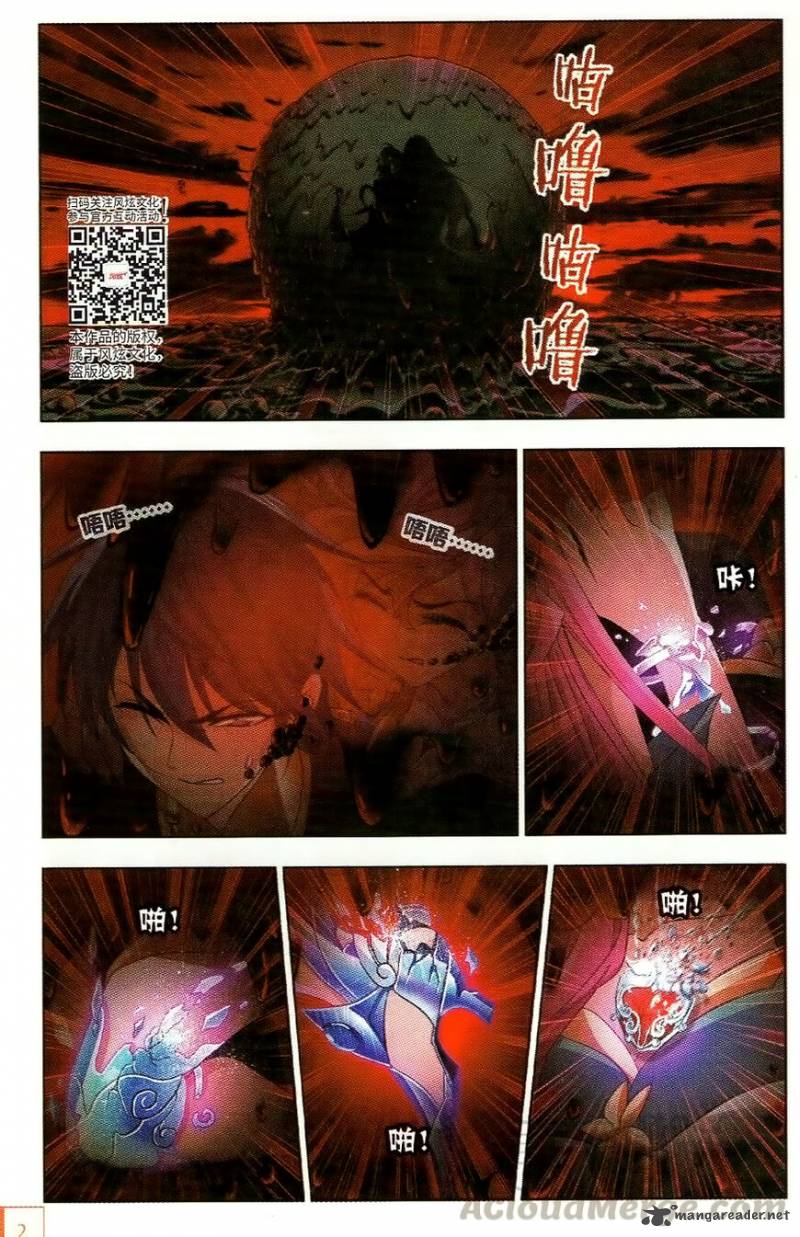 咕
噜
咕
噜
扫码关注风炫文化
参与官方互动活动!
本作品的版权,
属于风炫文化,
盗版必究!
唔唔……
唔唔……
咔!
啪!
啪!
啪!
2
AcloudMerge.com
mangareader.net